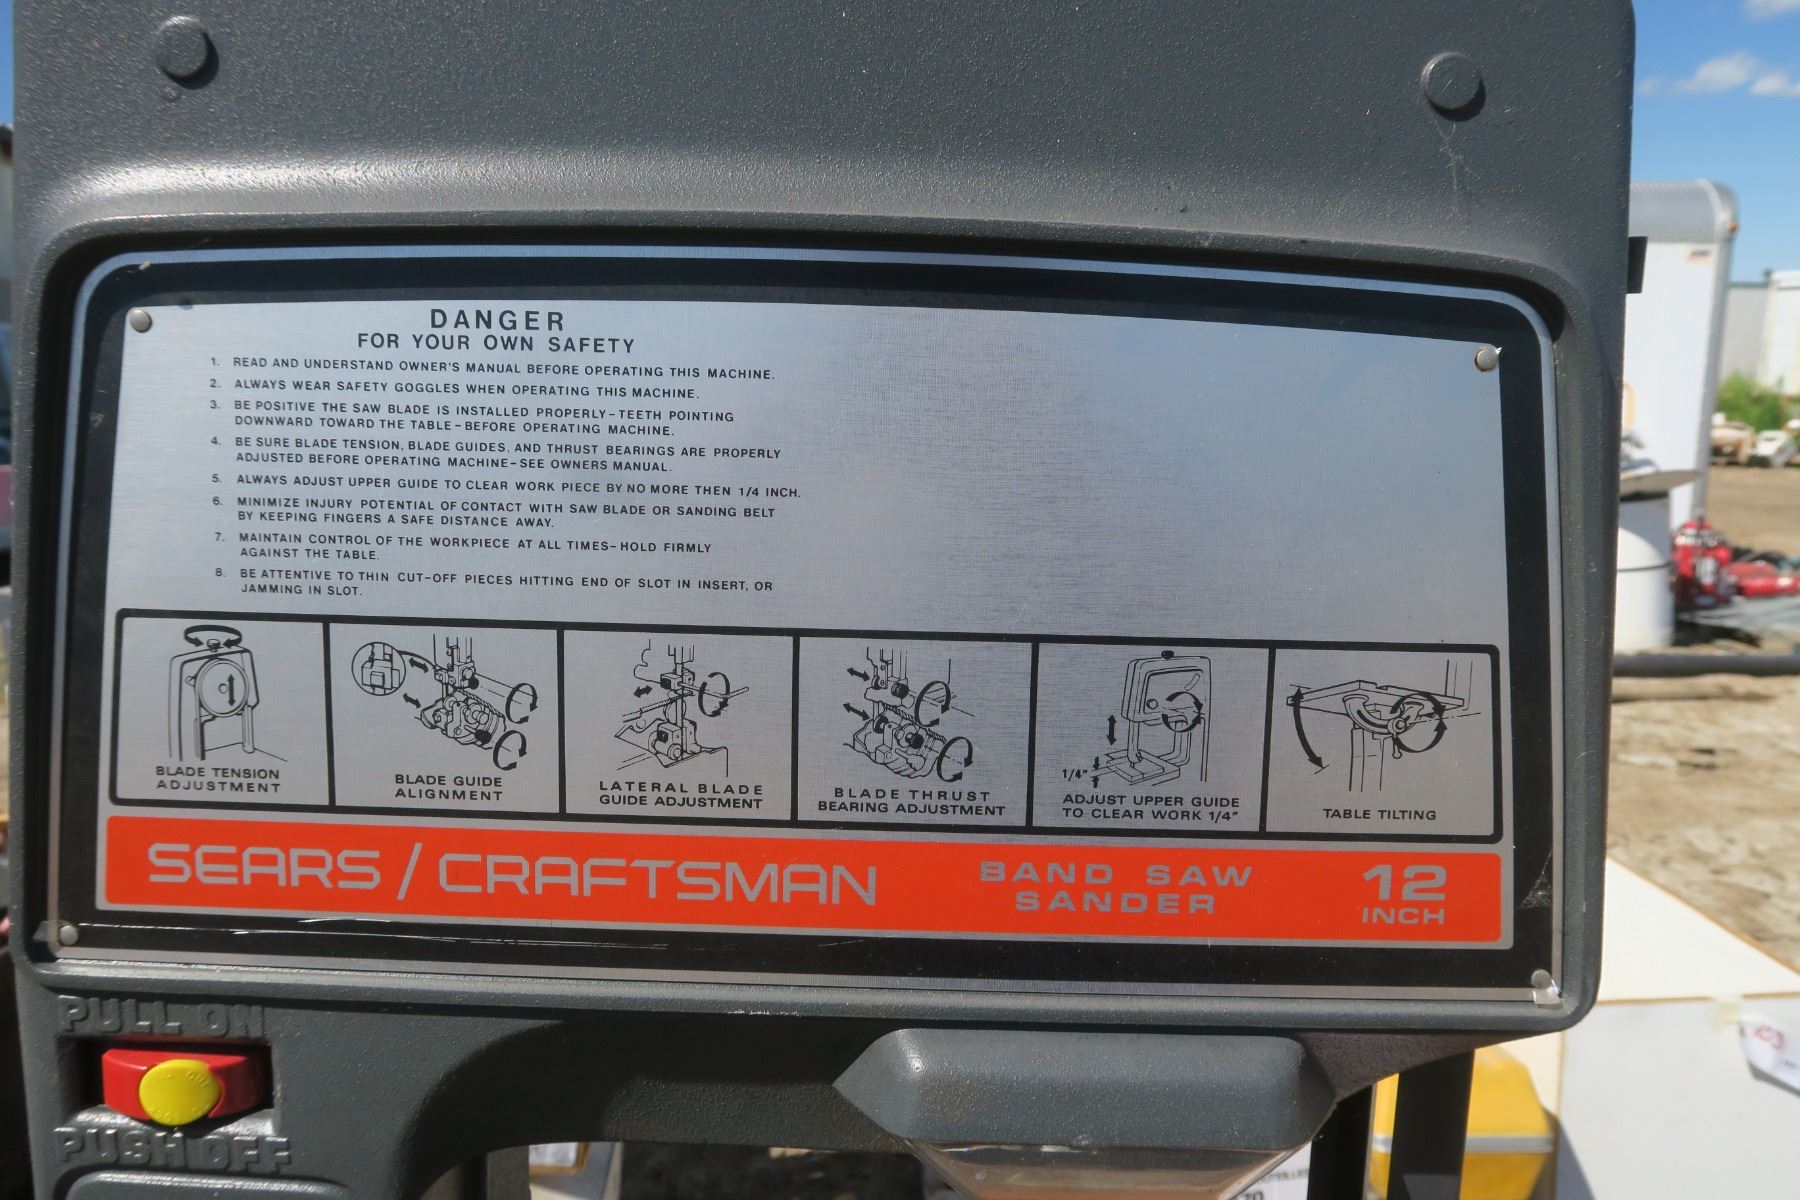 DANGER
FOR YOUR OWN SAFETY
1. READ AND UNDERSTAND OWNER'S MANUAL BEFORE OPERATING THIS MACHINE.
2. ALWAYS WEAR SAFETY GOGGLES WHEN OPERATING THIS MACHINE.
3. BE POSITIVE THE SAW BLADE IS INSTALLED PROPERLY-TEETH POINTING
DOWNWARD TOWARD THE TABLE-BEFORE OPERATING MACHINE.
4. BE SURE BLADE TENSION, BLADE GUIDES, AND THRUST BEARINGS ARE PROPERLY
ADJUSTED BEFORE OPERATING MACHINE-SEE OWNERS MANUAL.
5. ALWAYS ADJUST UPPER GUIDE TO CLEAR WORK PIECE BY NO MORE THEN 1/4 INCH.
6. MINIMIZE INJURY POTENTIAL OF CONTACT WITH SAW BLADE OR SANDING BELT
BY KEEPING FINGERS A SAFE DISTANCE AWAY.
7. MAINTAIN CONTROL OF THE WORKPIECE AT ALL TIMES-HOLD FIRMLY
AGAINST THE TABLE.
8. BE ATTENTIVE TO THIN CUT-OFF PIECES HITTING END OF SLOT IN INSERT, OR
JAMMING IN SLOT.
BLADE TENSION
ADJUSTMENT
BLADE GUIDE
ALIGNMENT
LATERAL BLADE
GUIDE ADJUSTMENT
BLADE THRUST
BEARING ADJUSTMENT
1/4"
ADJUST UPPER GUIDE
TO CLEAR WORK 1/4"
TABLE TILTING
SEARS/CRAFTSMAN
BAND SAW
SANDER
12
INCH
PULL ON
PUSH OFF